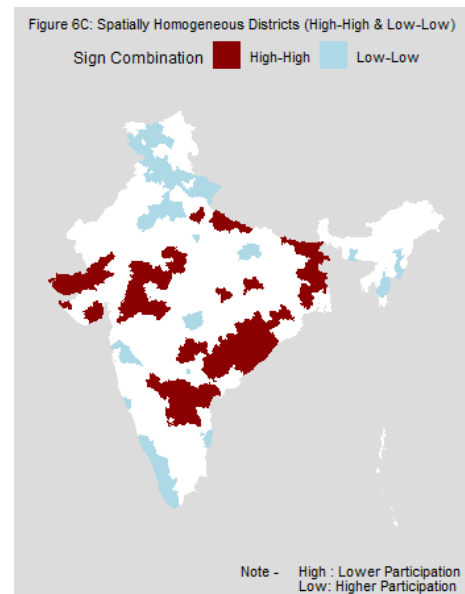 Figure 6C: Spatially Homogeneous Districts (High-High & Low-Low)
Sign Combination High-High Low-Low
Note - High : Lower Participation
Low: Higher Participation